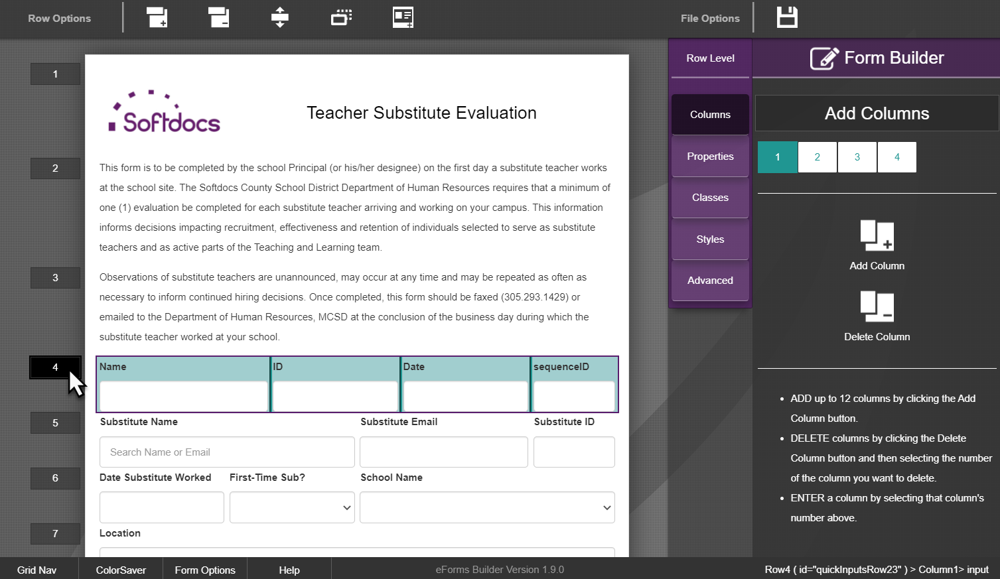 Row Options
File Options
Row Level
Form Builder
1
Softdocs
Teacher Substitute Evaluation
Columns
Add Columns
Properties
1 2 3 4
2
This form is to be completed by the school Principal (or his/her designee) on the first day a substitute teacher works
at the school site. The Softdocs County School District Department of Human Resources requires that a minimum of
one (1) evaluation be completed for each substitute teacher arriving and working on your campus. This information
informs decisions impacting recruitment, effectiveness and retention of individuals selected to serve as substitute
teachers and as active parts of the Teaching and Learning team.
Classes
Styles
Add Column
3
Observations of substitute teachers are unannounced, may occur at any time and may be repeated as often as
necessary to inform continued hiring decisions. Once completed, this form should be faxed (305.293.1429) or
emailed to the Department of Human Resources, MCSD at the conclusion of the business day during which the
substitute teacher worked at your school.
Advanced
Delete Column
4
Name ID Date sequenceID
5
Substitute Name Substitute Email Substitute ID
Search Name or Email
6
Date Substitute Worked First-Time Sub? School Name
7
Location
• ADD up to 12 columns by clicking the Add
Column button.
• DELETE columns by clicking the Delete
Column button and then selecting the number
of the column you want to delete.
• ENTER a column by selecting that column's
number above.
Grid Nav ColorSaver Form Options Help
eForms Builder Version 1.9.0
Row4 ( id="quickInputsRow23" ) > Column1> input